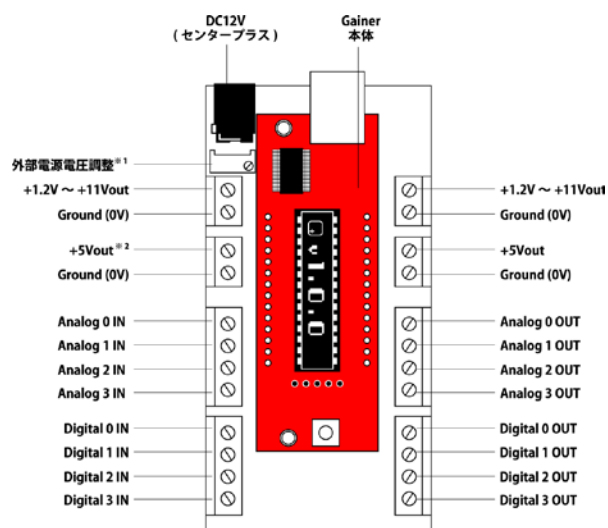 DC12V
( センタープラス )
Gainer
本体
外部電源電圧調整※1
+1.2V 〜 +11Vout
Ground (0V)
+5Vout※2
Ground (0V)
Analog 0 IN
Analog 1 IN
Analog 2 IN
Analog 3 IN
Digital 0 IN
Digital 1 IN
Digital 2 IN
Digital 3 IN
v1.0.0
+1.2V 〜 +11Vout
Ground (0V)
+5Vout
Ground (0V)
Analog 0 OUT
Analog 1 OUT
Analog 2 OUT
Analog 3 OUT
Digital 0 OUT
Digital 1 OUT
Digital 2 OUT
Digital 3 OUT